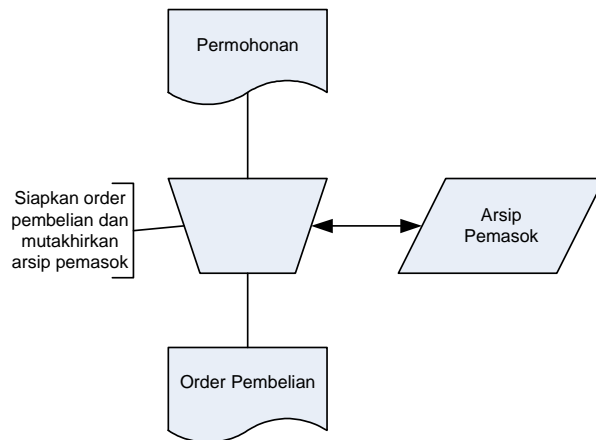 Permohonan
Siapkan order
pembelian dan
mutakhirkan
arsip pemasok
Arsip
Pemasok
Order Pembelian